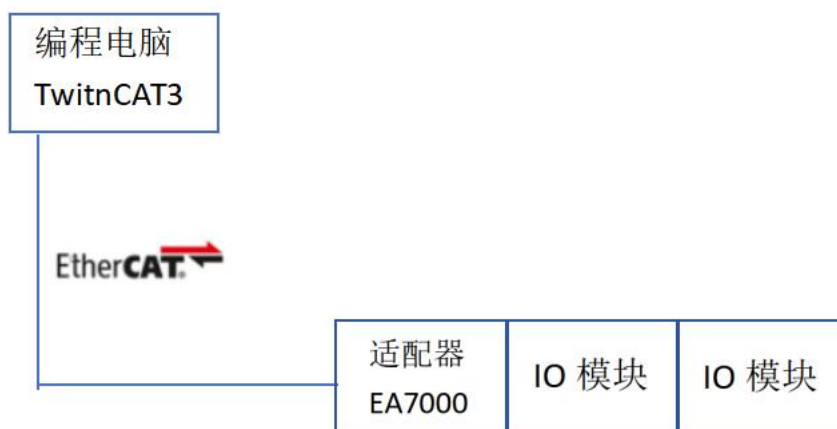 编程电脑
TwitnCAT3
EtherCAT®
适配器
EA7000
IO 模块
IO 模块